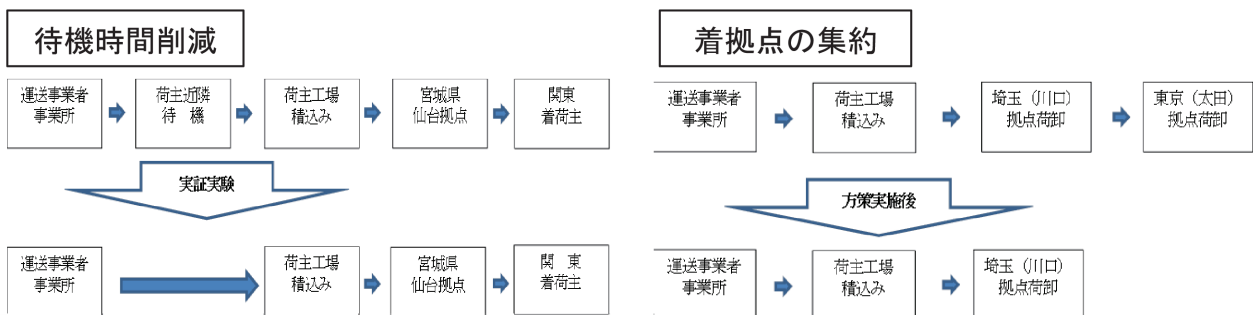 待機時間削減
運送事業者
事業所
荷主近隣
待　機
荷主工場
積込み
宮城県
仙台拠点
関東
着荷主
実証実験
運送事業者
事業所
荷主工場
積込み
宮城県
仙台拠点
関　東
着荷主
着拠点の集約
運送事業者
事業所
荷主工場
積込み
埼玉（川口）
拠点荷卸
東京（太田）
拠点荷卸
方策実施後
運送事業者
事業所
荷主工場
積込み
埼玉（川口）
拠点荷卸